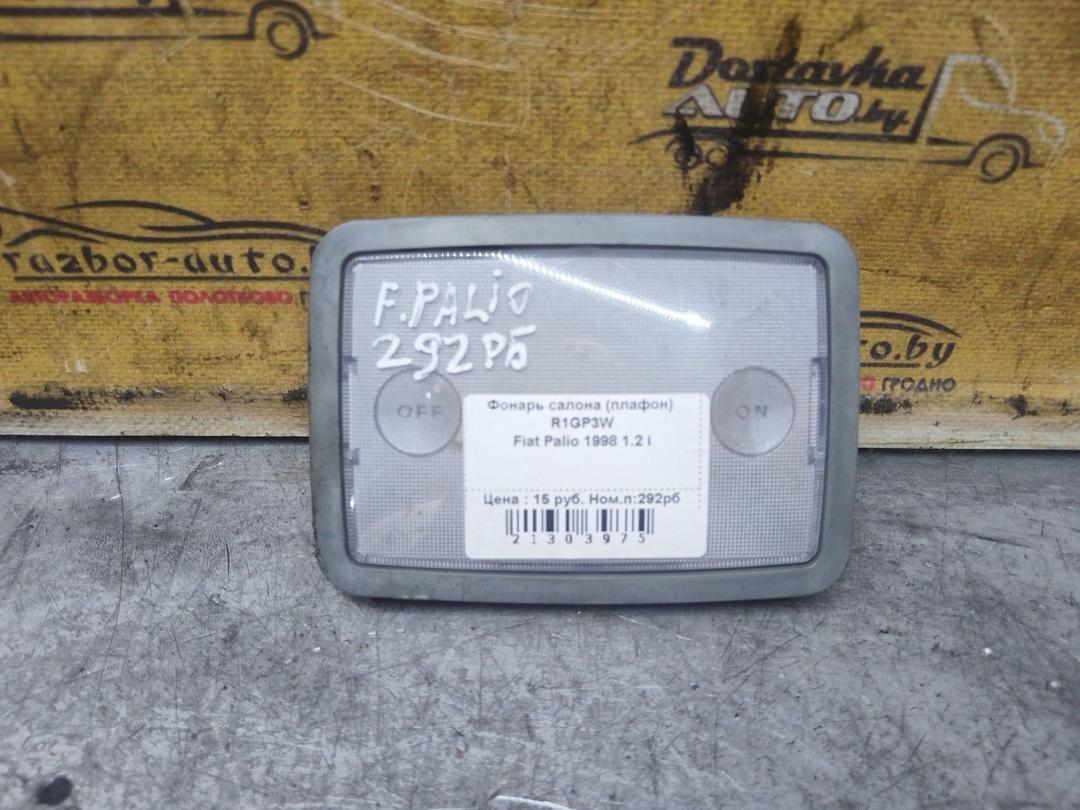 Dostavka
AUTO.by
razbor-auto.
АВТОРАЗБОРКА ПОЛОТКОВО Г
o.by
ГРОДНО
F.PALIO
292РБ
OFF
ON
Фонарь салона (плафон)
R1GP3W
Fiat Palio 1998 1.2 i
Цена : 15 руб. Ном.п:292рб
21303975